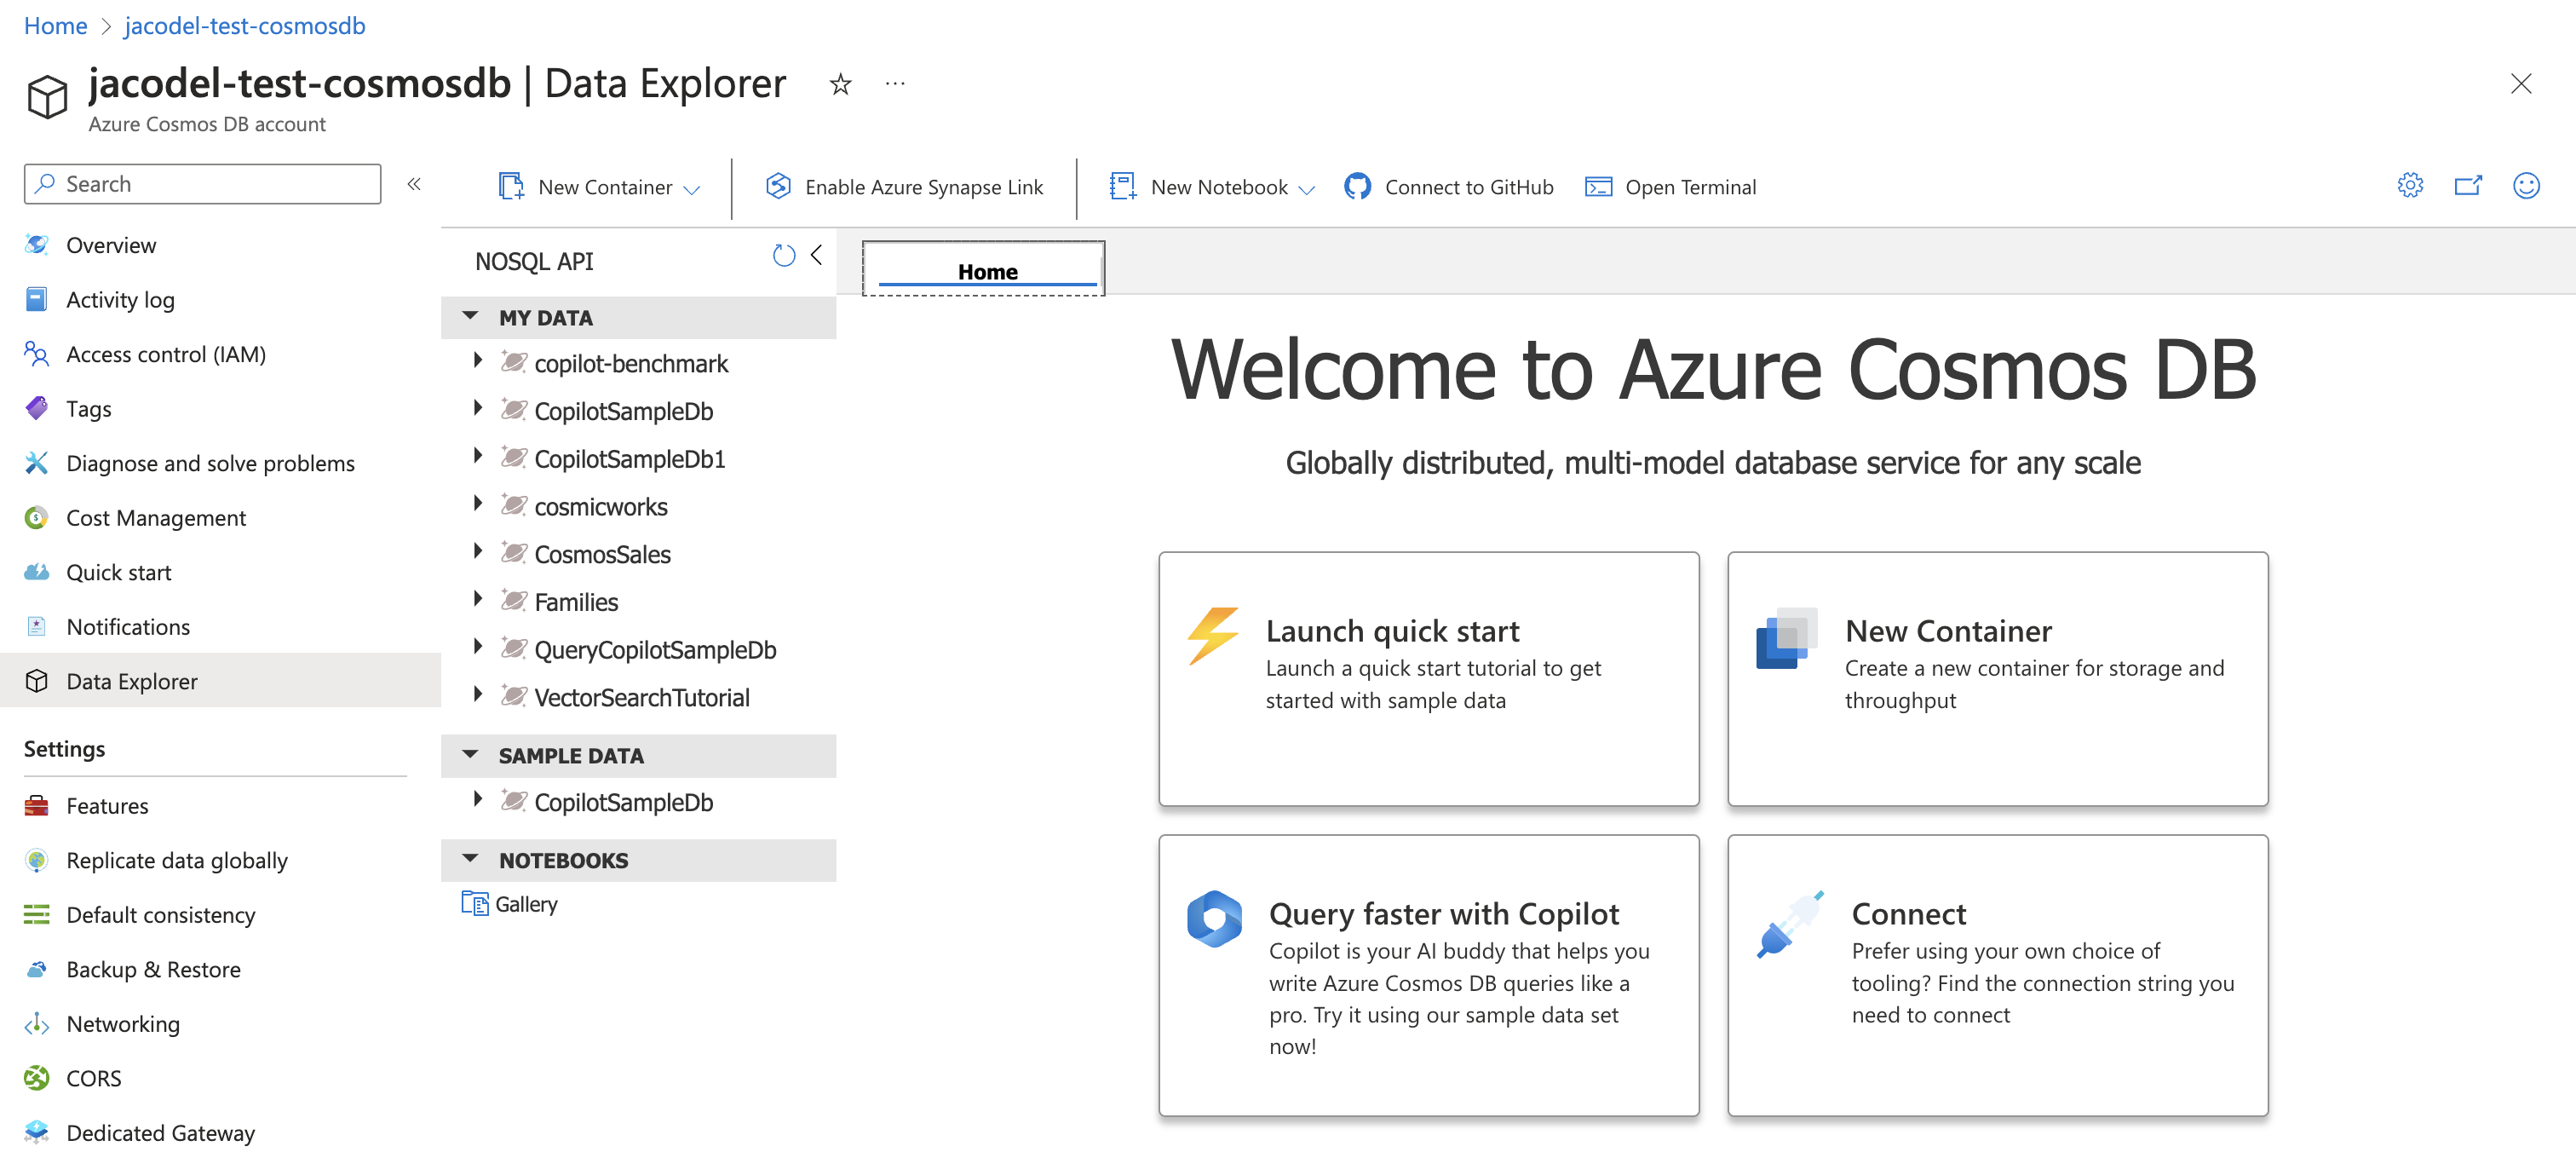 Home > jacodel-test-cosmosdb
jacodel-test-cosmosdb | Data Explorer ...
Azure Cosmos DB account
Search «
Overview
Activity log
Access control (IAM)
Tags
Diagnose and solve problems
Cost Management
Quick start
Notifications
Data Explorer
Settings
Features
Replicate data globally
Default consistency
Backup & Restore
Networking
CORS
Dedicated Gateway
New Container
Enable Azure Synapse Link
New Notebook
Connect to GitHub
Open Terminal
NOSQL API
MY DATA
copilot-benchmark
CopilotSampleDb
CopilotSampleDb1
cosmicworks
CosmosSales
Families
QueryCopilotSampleDb
VectorSearchTutorial
SAMPLE DATA
CopilotSampleDb
NOTEBOOKS
Gallery
Home
Welcome to Azure Cosmos DB
Globally distributed, multi-model database service for any scale
Launch quick start
Launch a quick start tutorial to get
started with sample data
New Container
Create a new container for storage and
throughput
Query faster with Copilot
Copilot is your AI buddy that helps you
write Azure Cosmos DB queries like a
pro. Try it using our sample data set
now!
Connect
Prefer using your own choice of
tooling? Find the connection string you
need to connect